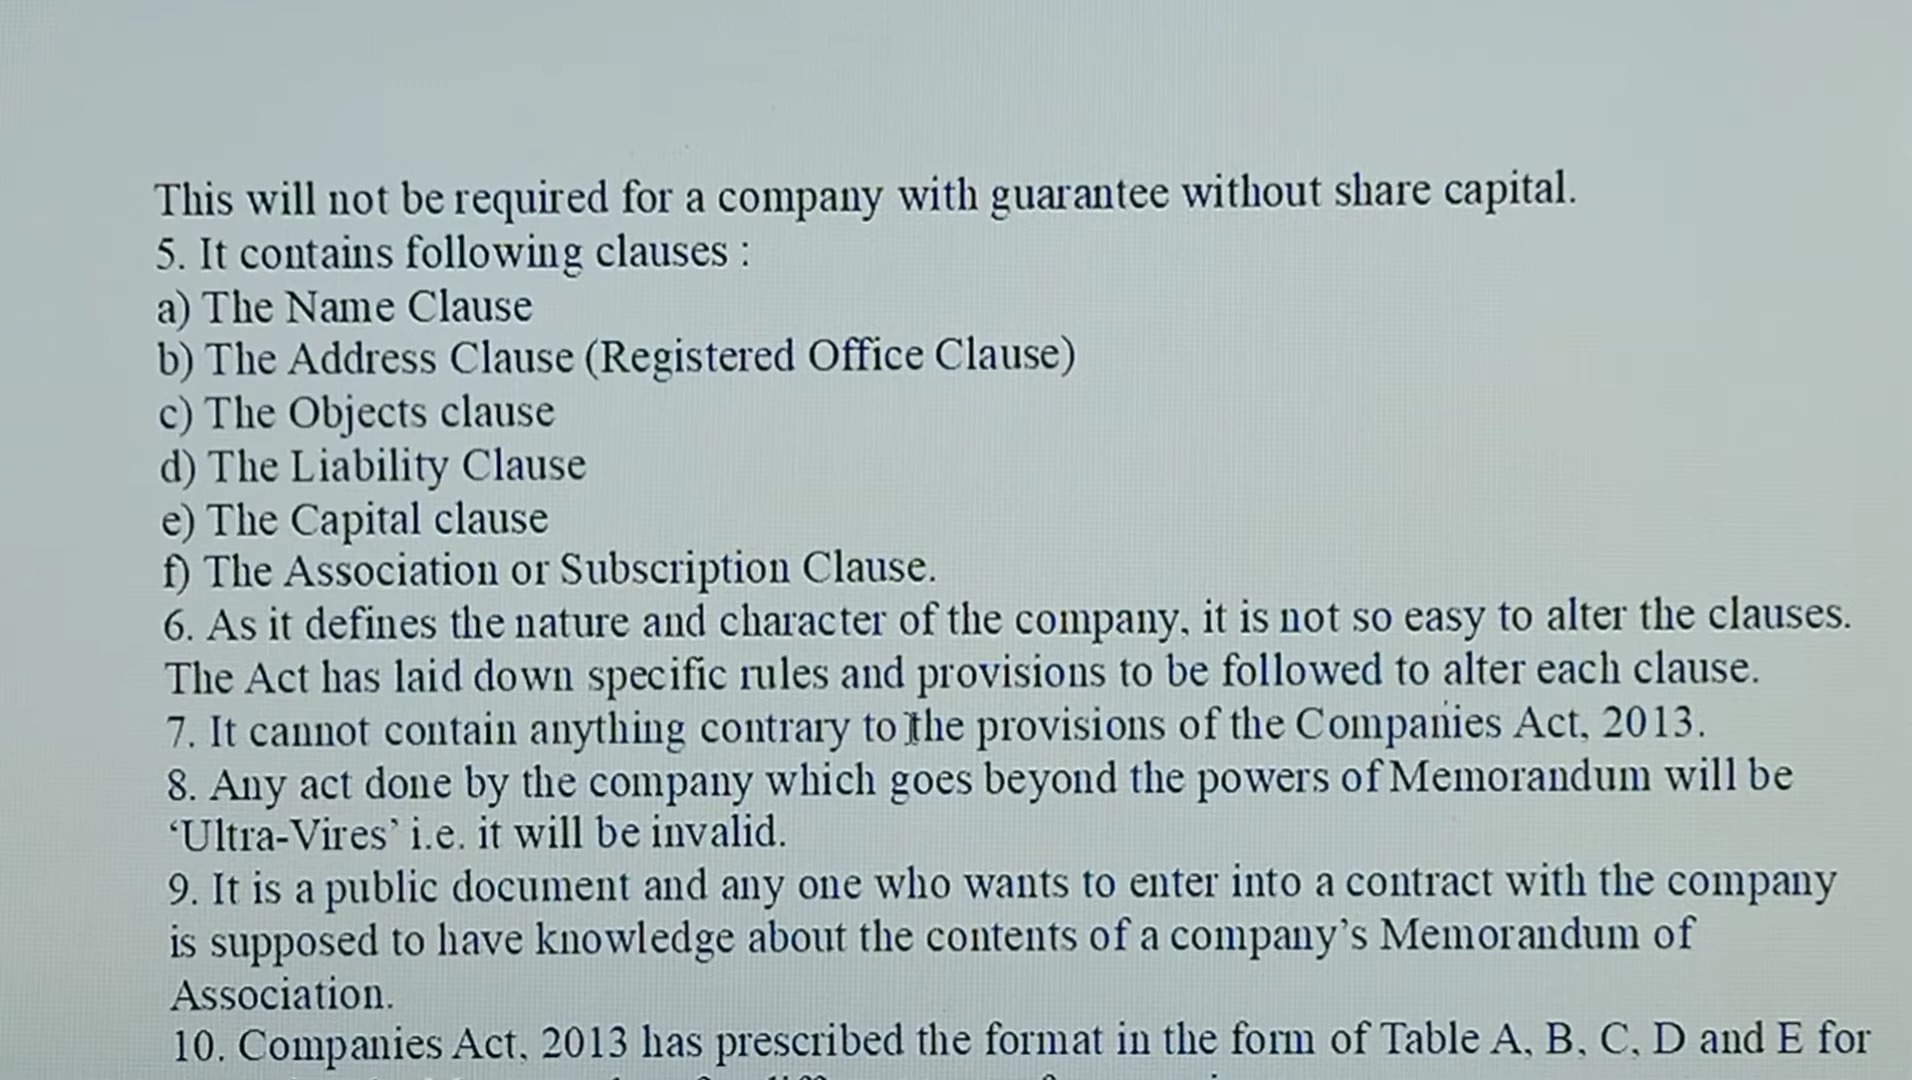 This will not be required for a company with guarantee without share capital.
5. It contains following clauses :
a) The Name Clause
b) The Address Clause (Registered Office Clause)
c) The Objects clause
d) The Liability Clause
e) The Capital clause
f) The Association or Subscription Clause.
6. As it defines the nature and character of the company, it is not so easy to alter the clauses.
The Act has laid down specific rules and provisions to be followed to alter each clause.
7. It cannot contain anything contrary to the provisions of the Companies Act, 2013.
8. Any act done by the company which goes beyond the powers of Memorandum will be
‘Ultra-Vires’ i.e. it will be invalid.
9. It is a public document and any one who wants to enter into a contract with the company
is supposed to have knowledge about the contents of a company’s Memorandum of
Association.
10. Companies Act, 2013 has prescribed the format in the form of Table A, B, C, D and E for